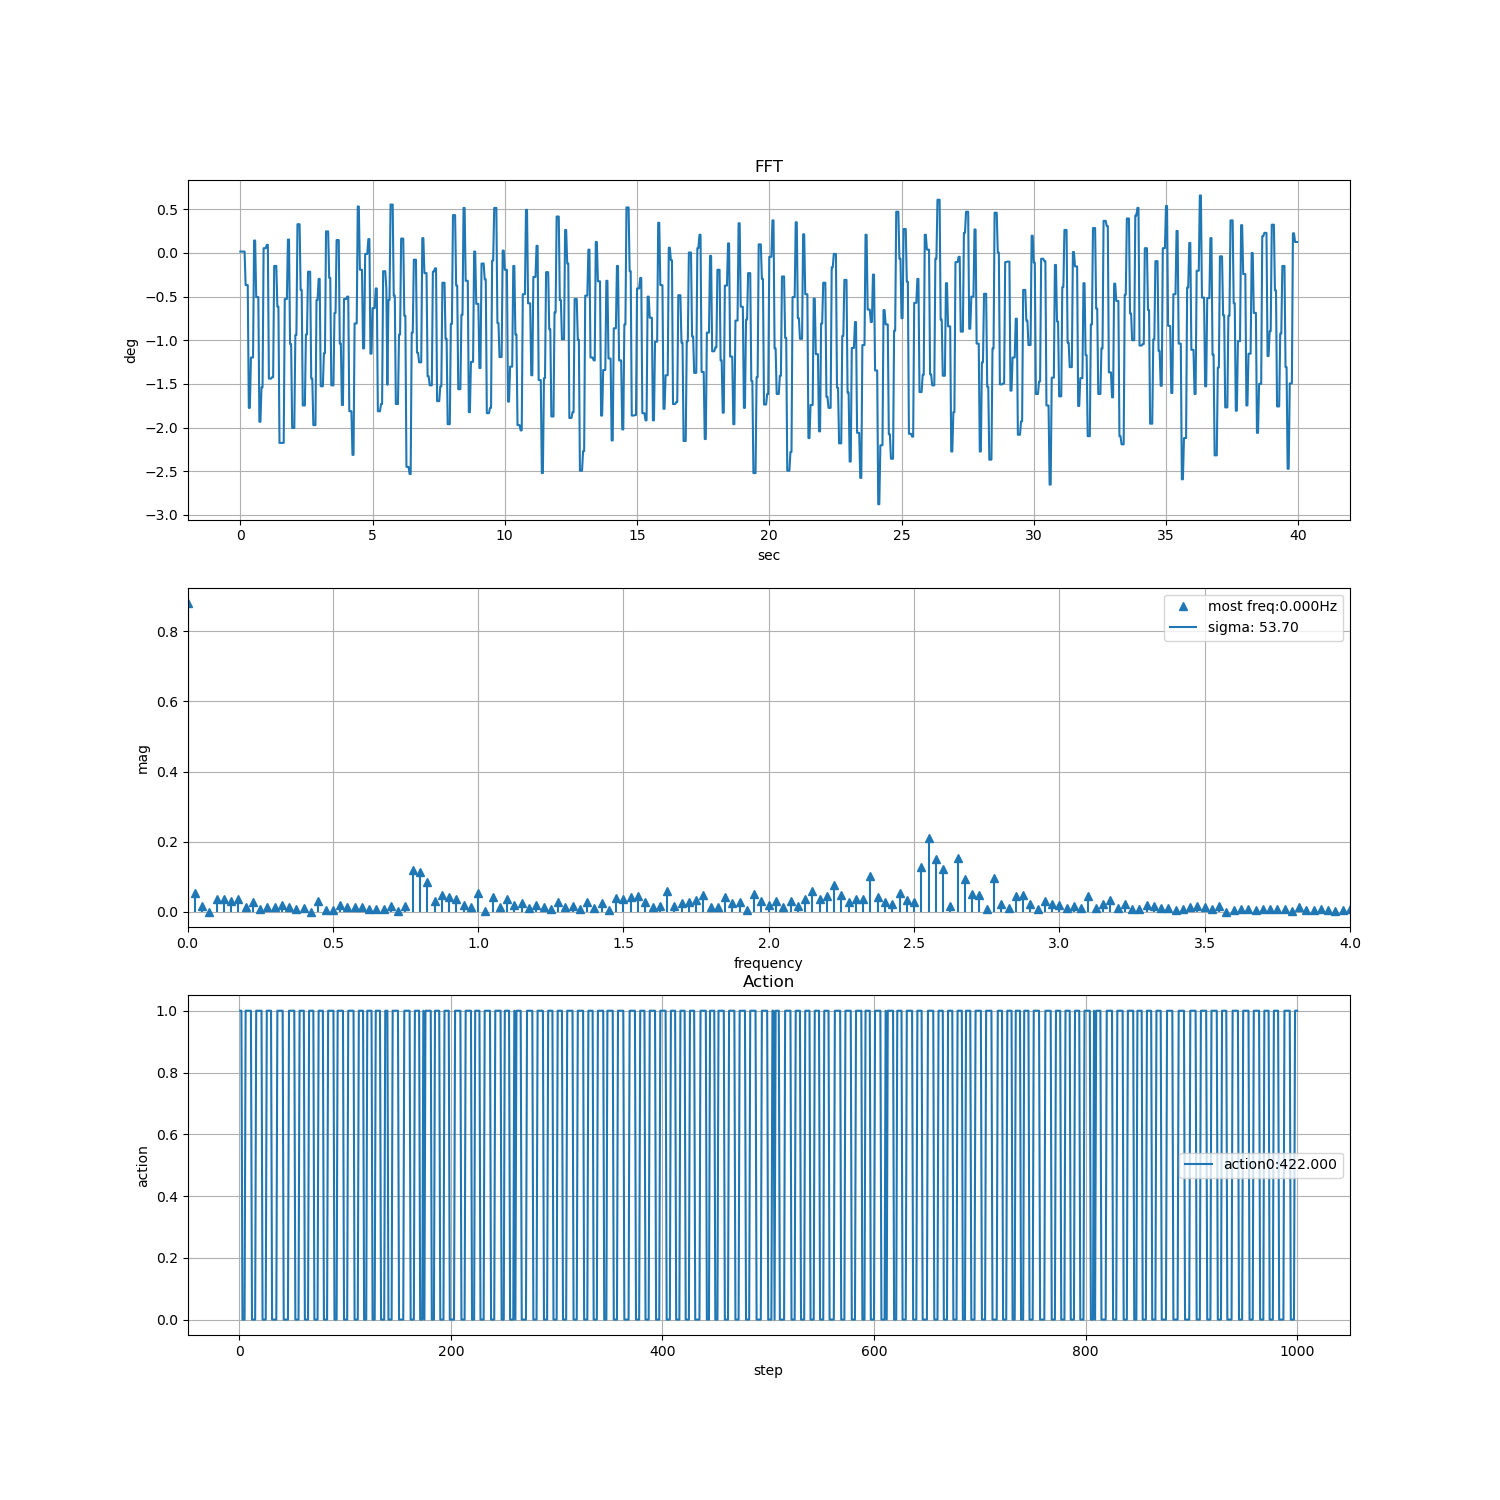 FFT
0.5
0.0
−0.5
−1.0
−1.5
−2.0
−2.5
−3.0
deg
0 5 10 15 20 25 30 35 40
sec
most freq:0.000Hz
sigma: 53.70
0.8
0.6
0.4
0.2
0.0
mag
0.0 0.5 1.0 1.5 2.0 2.5 3.0 3.5 4.0
frequency
Action
1.0
0.8
0.6
0.4
0.2
0.0
action
action0:422.000
0 200 400 600 800 1000
step